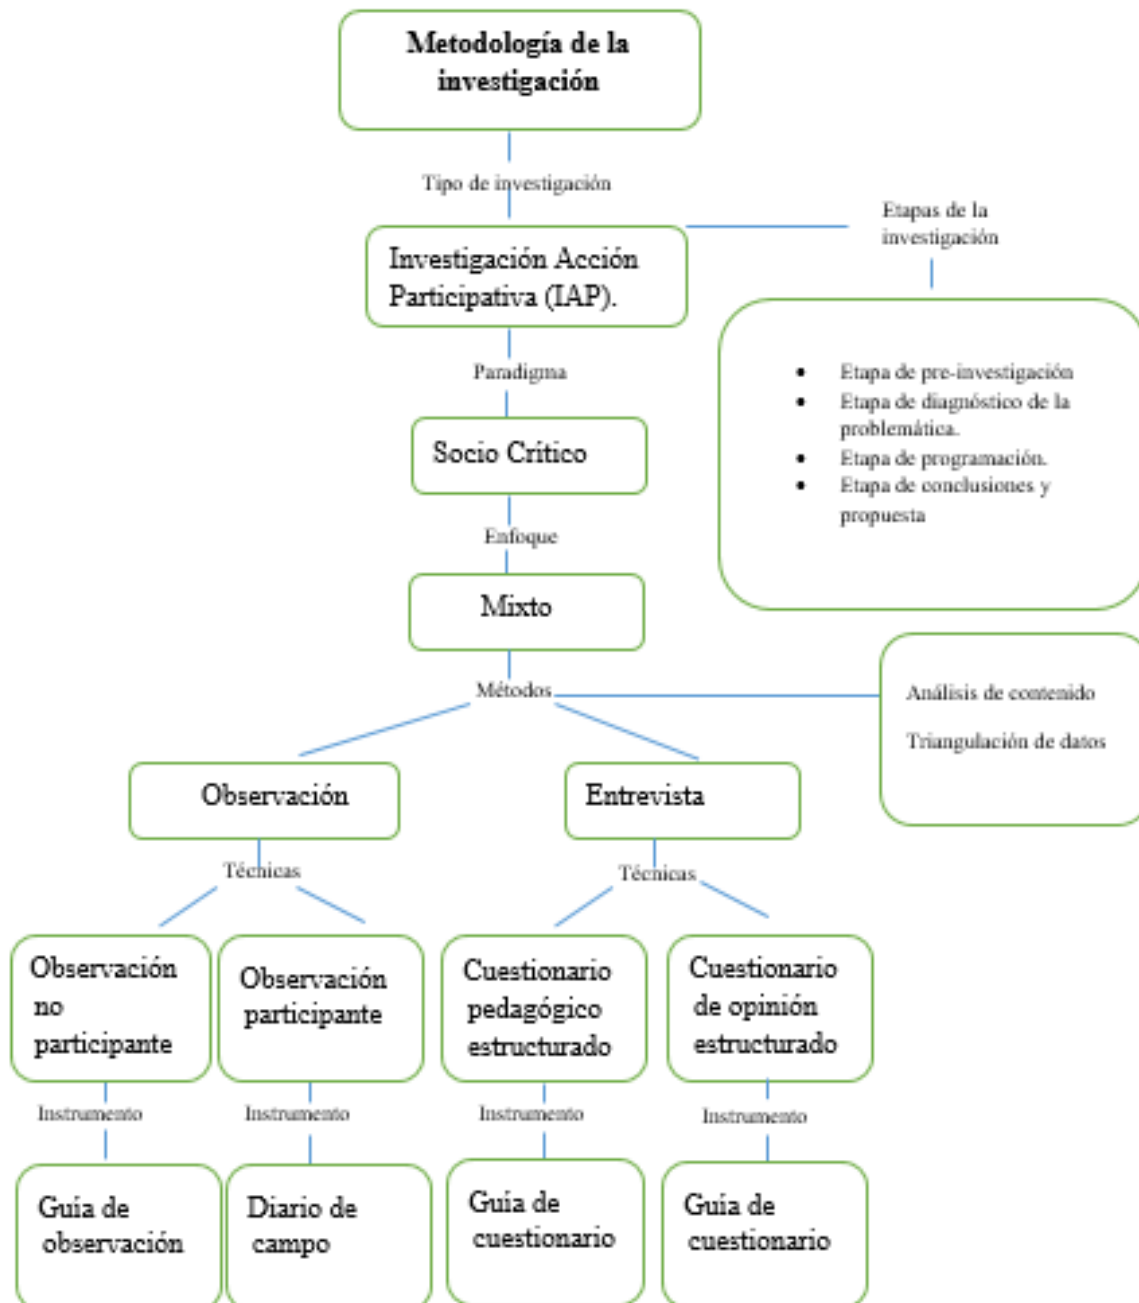 Metodología de la
investigación
Tipo de investigación
Etapas de la
investigación
Investigación Acción
Participativa (IAP).
Paradigma
• Etapa de pre-investigación
• Etapa de diagnóstico de la
problemática.
• Etapa de programación.
• Etapa de conclusiones y
propuesta
Socio Crítico
Enfoque
Mixto
Métodos
Análisis de contenido
Triangulación de datos
Observación
Entrevista
Técnicas
Técnicas
Observación
no
participante
Observación
participante
Cuestionario
pedagógico
estructurado
Cuestionario
de opinión
estructurado
Instrumento
Instrumento
Instrumento
Instrumento
Guía de
observación
Diario de
campo
Guía de
cuestionario
Guía de
cuestionario